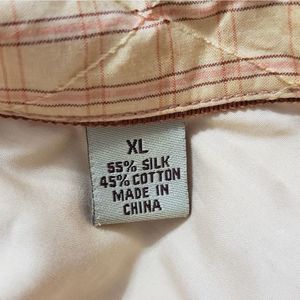 XL
55% SILK
45% COTTON
MADE IN
CHINA